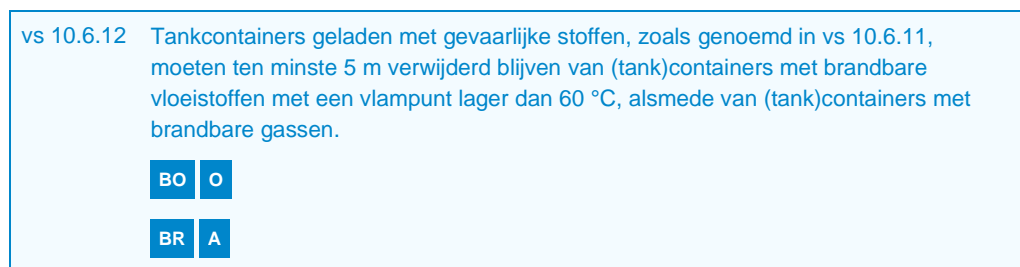 vs 10.6.12 Tankcontainers geladen met gevaarlijke stoffen, zoals genoemd in vs 10.6.11,
moeten ten minste 5 m verwijderd blijven van (tank)containers met brandbare
vloeistoffen met een vlampunt lager dan 60 °C, alsmede van (tank)containers met
brandbare gassen.
BO O
BR A